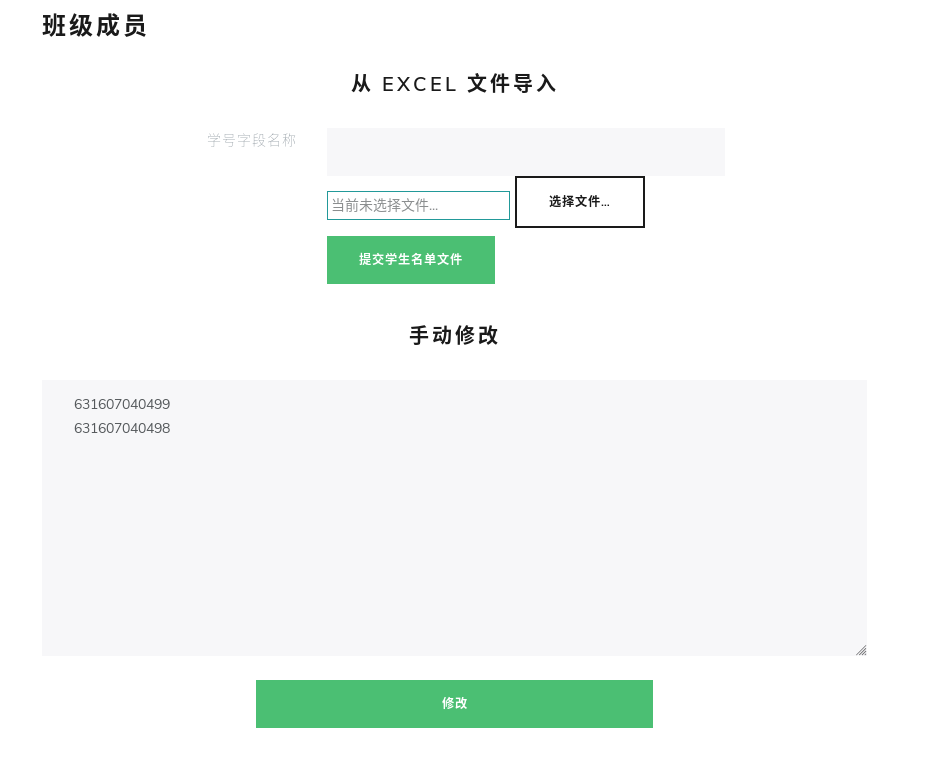 班级成员
从 EXCEL 文件导入
学号字段名称
当前未选择文件...
选择文件...
提交学生名单文件
手动修改
631607040499
631607040498
修改